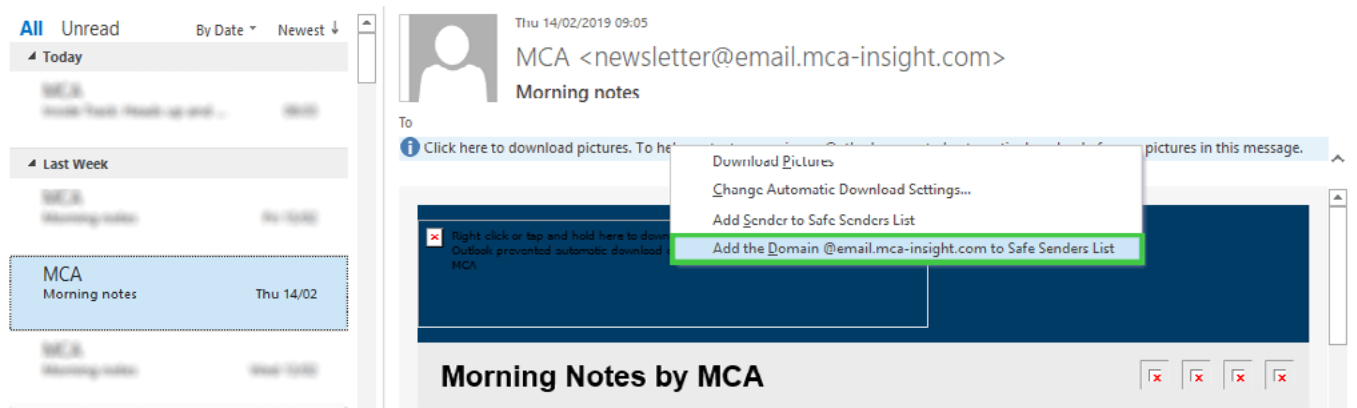 All Unread By Date Newest ↓
Today
Last Week
MCA
Morning notes Thu 14/02
Thu 14/02/2019 09:05
MCA <newsletter@email.mca-insight.com>
Morning notes
To
Click here to download pictures. To he pictures in this message.
Download Pictures
Change Automatic Download Settings...
Add Sender to Safe Senders List
Add the Domain @email.mca-insight.com to Safe Senders List
Right click or tap and hold here to down
Outlook prevented automatic download
MCA
Morning Notes by MCA